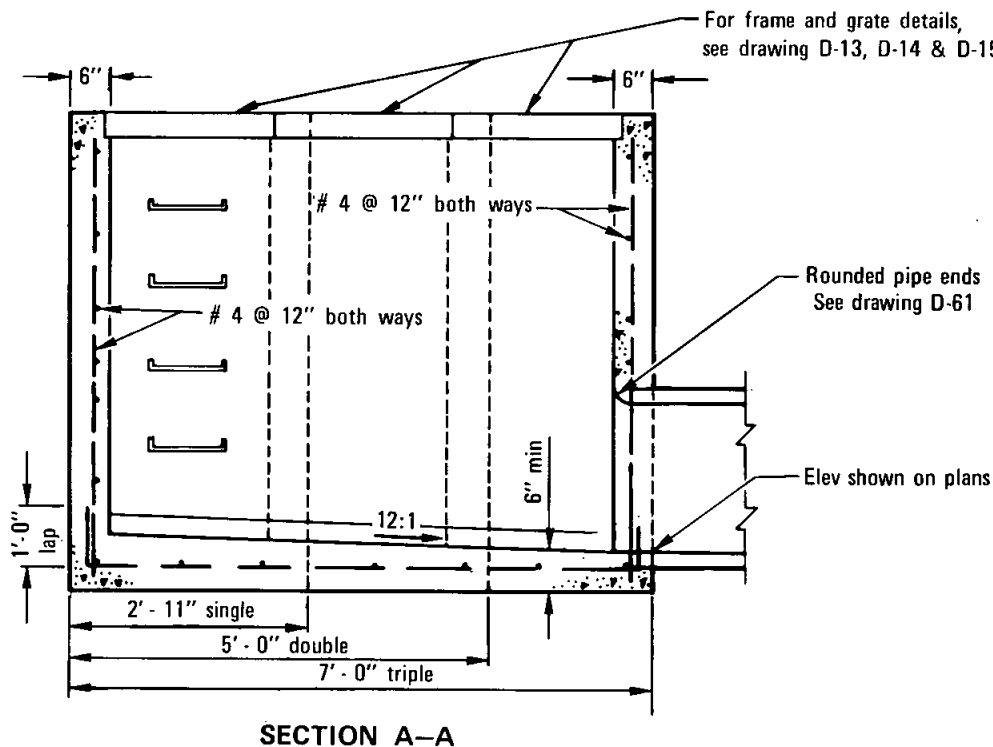 For frame and grate details,
see drawing D-13, D-14 & D-15
6"
6"
# 4 @ 12" both ways
Rounded pipe ends
See drawing D-61
# 4 @ 12" both ways
6" min
Elev shown on plans
1'-0"
lap
12:1
2' - 11" single
5' - 0" double
7' - 0" triple
SECTION A–A